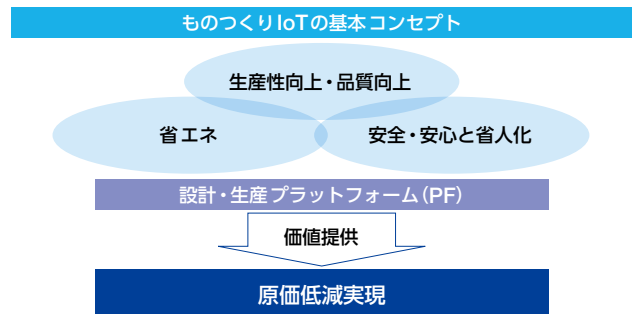 ものつくりIoTの基本コンセプト
生産性向上・品質向上
省エネ
安全・安心と省人化
設計・生産プラットフォーム（PF）
価値提供
原価低減実現